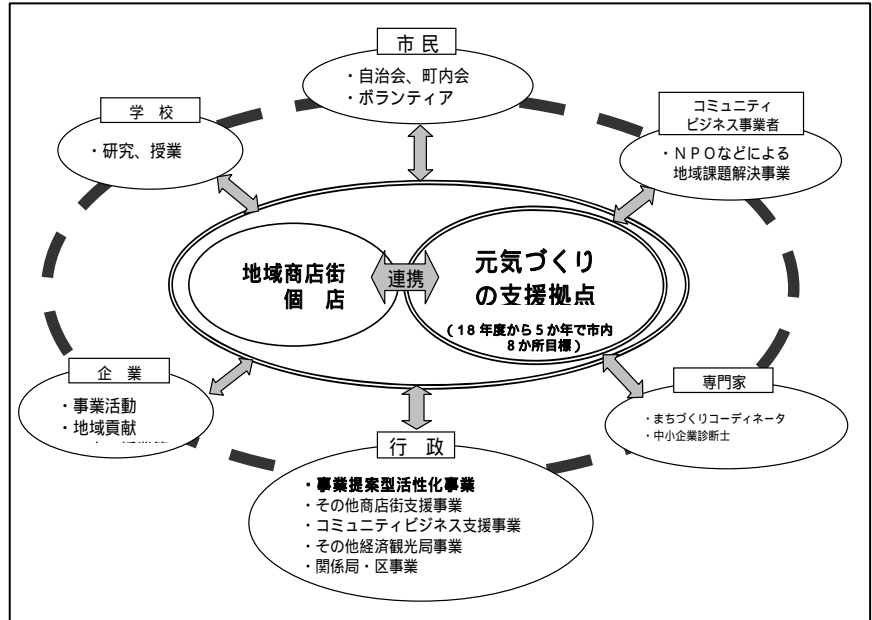 市 民
・自治会、町内会
・ボランティア
学　校
・研究、授業
コミュニティ
ビジネス事業者
・ＮＰＯなどによる
地域課題解決事業
地域商店街
個　店
連携
元気づくり
の支援拠点
（18年度から５か年で市内
８か所目標）
企　業
・事業活動
・地域貢献
専門家
・まちづくりコーディネータ
・中小企業診断士
行　政
・事業提案型活性化事業
・その他商店街支援事業
・コミュニティビジネス支援事業
・その他経済観光局事業
・関係局・区事業